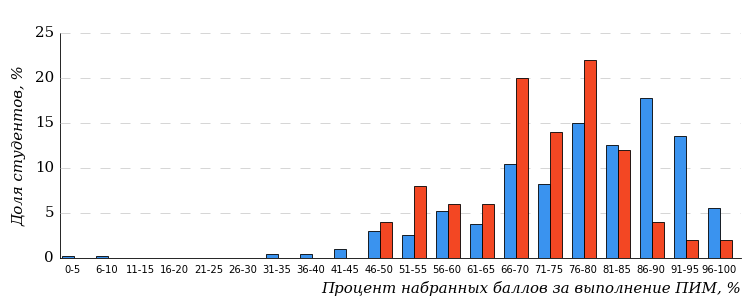 25
20
15
10
5
0
Доля студентов, %
0-5 6-10 11-15 16-20 21-25 26-30 31-35 36-40 41-45 46-50 51-55 56-60 61-65 66-70 71-75 76-80 81-85 86-90 91-95 96-100
Процент набранных баллов за выполнение ПИМ, %